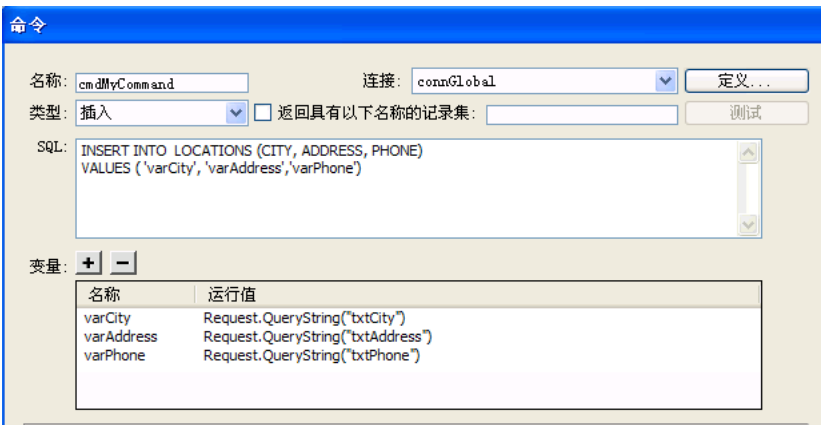 命令
名称: cmdMyCommand 连接: connGlobal 定义...
类型: 插入 返回具有以下名称的记录集: 测试
SQL: INSERT INTO LOCATIONS (CITY, ADDRESS, PHONE)
VALUES ( 'varCity', 'varAddress','varPhone')
变量: + −
名称 运行值
varCity Request.QueryString("txtCity")
varAddress Request.QueryString("txtAddress")
varPhone Request.QueryString("txtPhone")